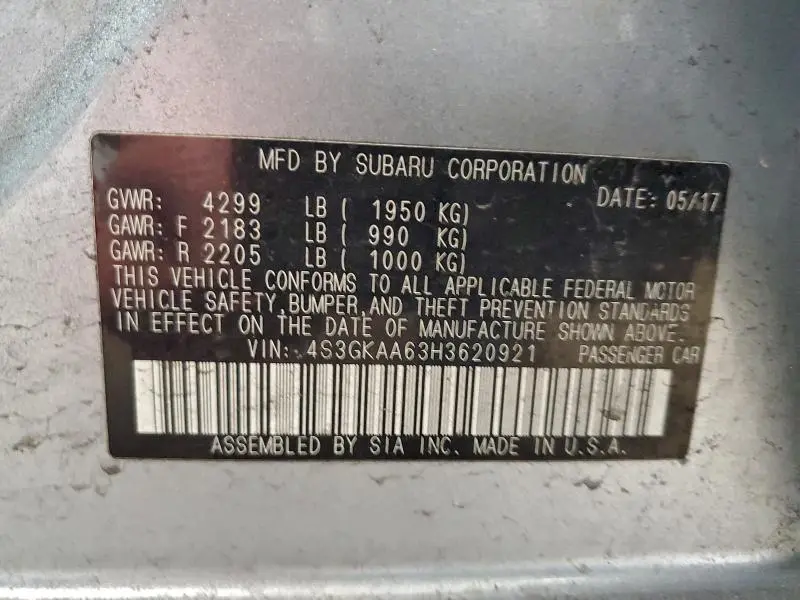 MFD BY SUBARU CORPORATION
DATE: 05/17
GVWR: 4299 LB ( 1950 KG)
GAWR: F 2183 LB ( 990 KG)
GAWR: R 2205 LB ( 1000 KG)
THIS VEHICLE CONFORMS TO ALL APPLICABLE FEDERAL MOTOR
VEHICLE SAFETY, BUMPER, AND THEFT PREVENTION STANDARDS
IN EFFECT ON THE DATE OF MANUFACTURE SHOWN ABOVE.
VIN: 4S3GKAA63H3620921 PASSENGER CAR
ASSEMBLED BY SIA INC. MADE IN U.S.A.